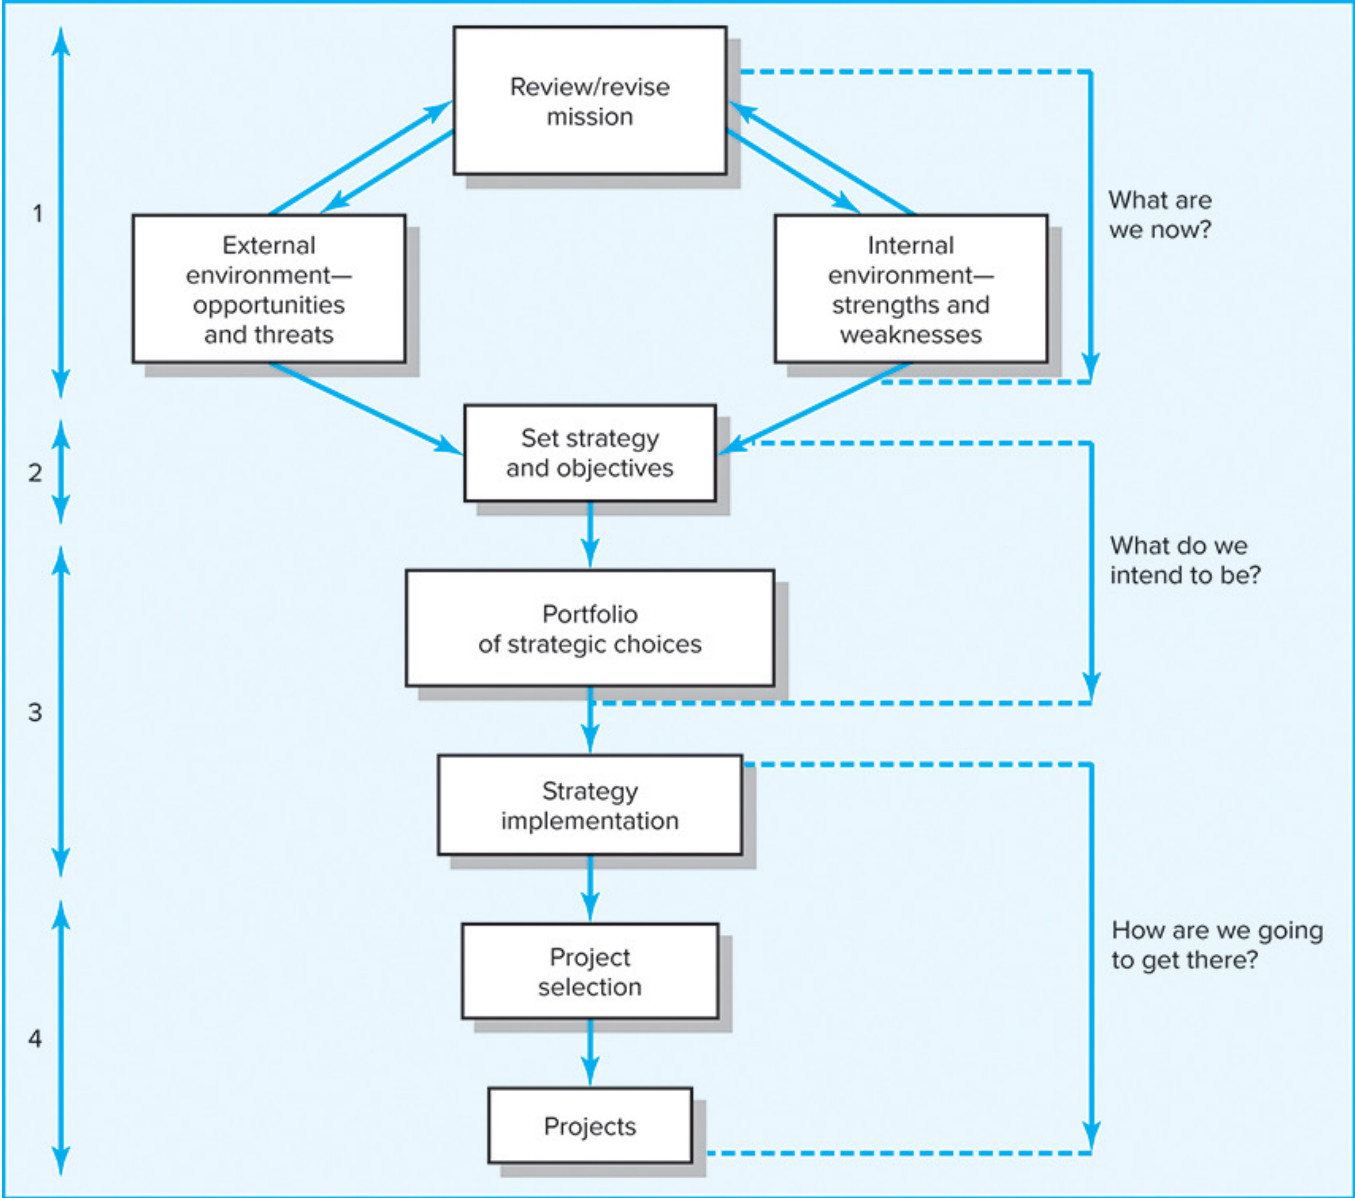 Review/revise
mission
What are
we now?
1
External
environment—
opportunities
and threats
Internal
environment—
strengths and
weaknesses
2
Set strategy
and objectives
What do we
intend to be?
3
Portfolio
of strategic choices
Strategy
implementation
How are we going
to get there?
4
Project
selection
Projects